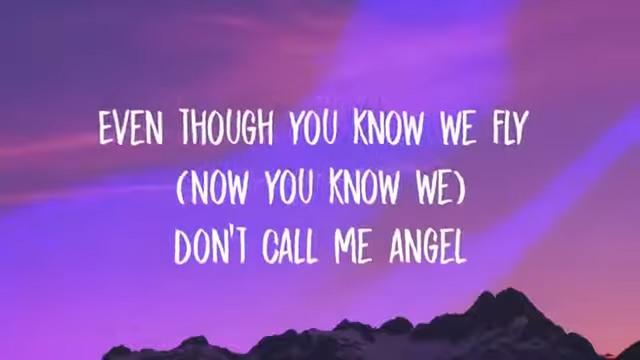 EVEN THOUGH YOU KNOW WE FLY
(NOW YOU KNOW WE)
DON'T CALL ME ANGEL